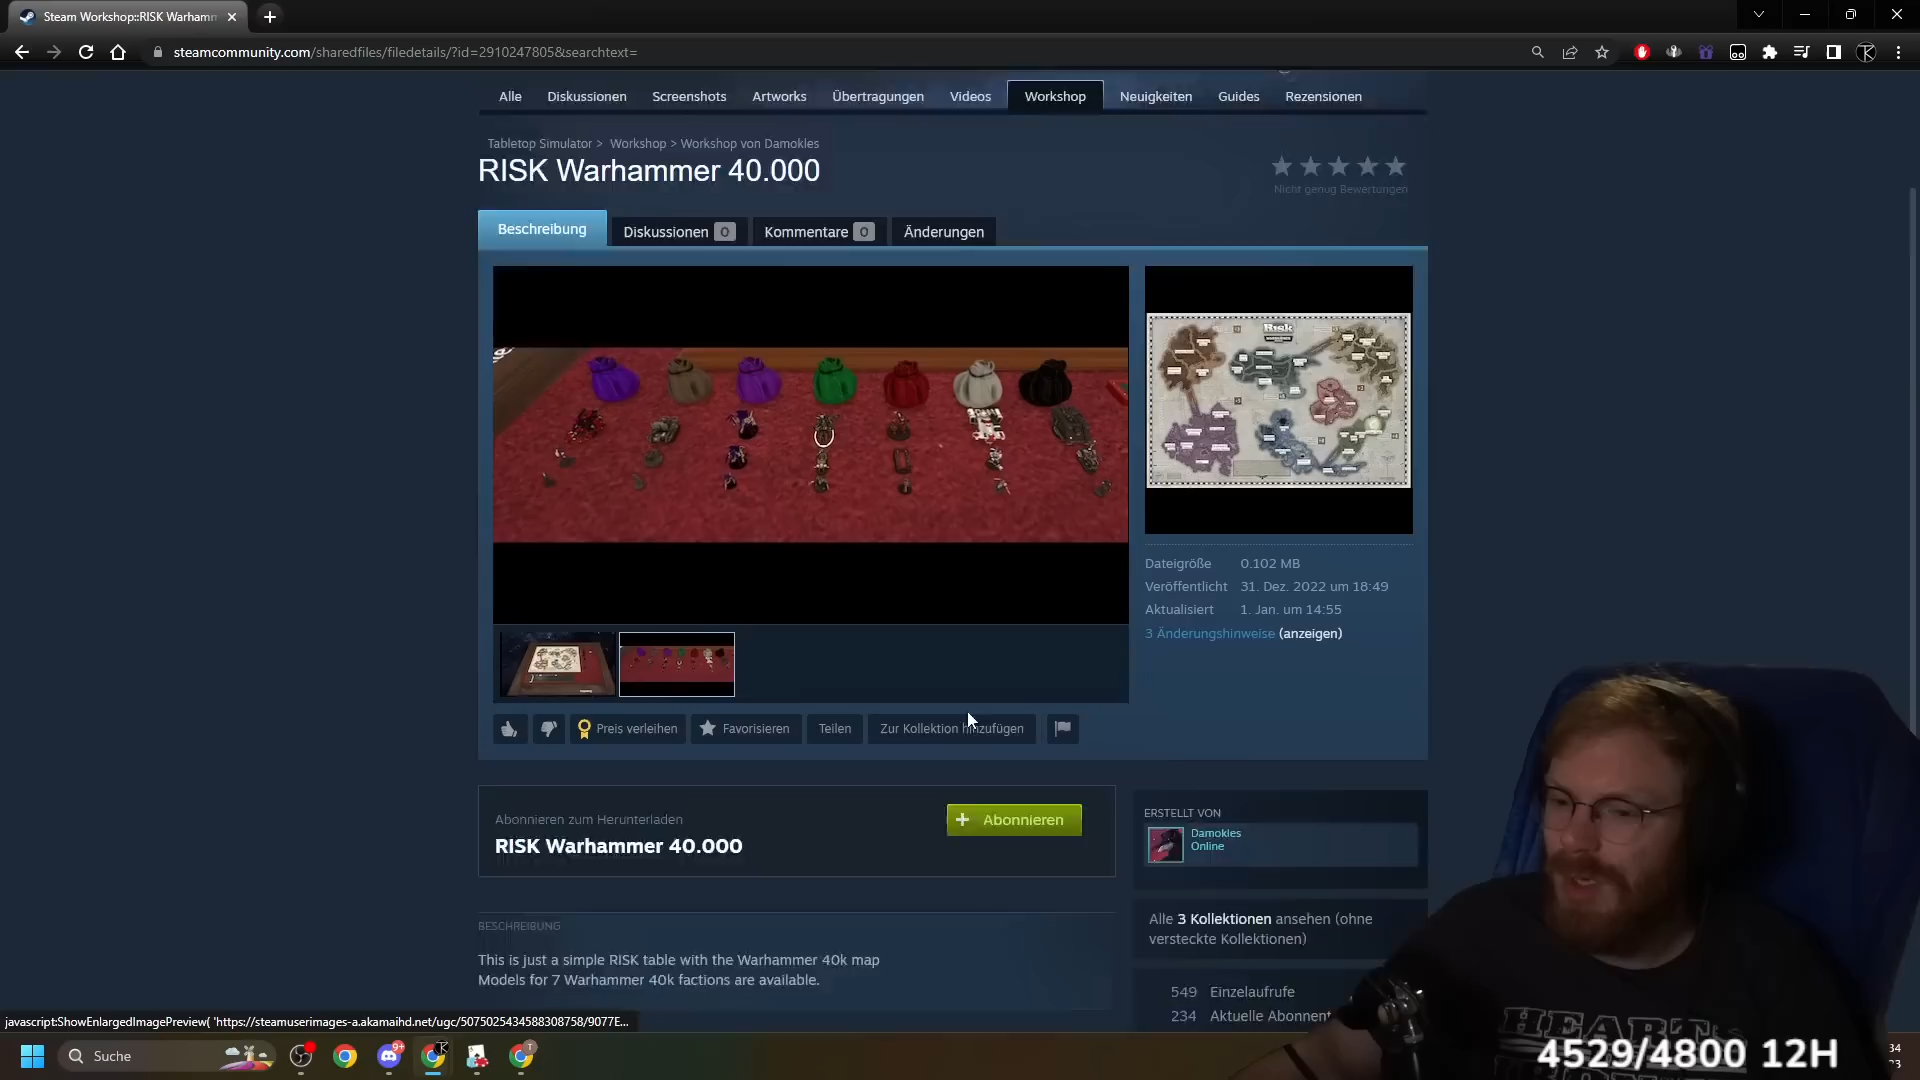 Steam Workshop::RISK Warhamm
steamcommunity.com/sharedfiles/filedetails/?id=2910247805&searchtext=
Alle Diskussionen Screenshots Artworks Übertragungen Videos Workshop Neuigkeiten Guides Rezensionen
Tabletop Simulator > Workshop > Workshop von Damokles
RISK Warhammer 40.000
Nicht genug Bewertungen
Beschreibung Diskussionen 0 Kommentare 0 Änderungen
Risk
Dateigröße 0.102 MB
Veröffentlicht 31. Dez. 2022 um 18:49
Aktualisiert 1. Jan. um 14:55
3 Änderungshinweise (anzeigen)
Preis verleihen Favorisieren Teilen Zur Kollektion hinzufügen
Abonnieren zum Herunterladen
RISK Warhammer 40.000
Abonnieren
ERSTELLT VON
Damokles
Online
Alle 3 Kollektionen ansehen (ohne
versteckte Kollektionen)
BESCHREIBUNG
This is just a simple RISK table with the Warhammer 40k map
Models for 7 Warhammer 40k factions are available.
549 Einzelaufrufe
234 Aktuelle Abonnent
javascript:ShowEnlargedImagePreview( 'https://steamuserimages-a.akamaihd.net/ugc/5075025434588308758/9077E...
Suche
9+
HEART
4529/4800 12H